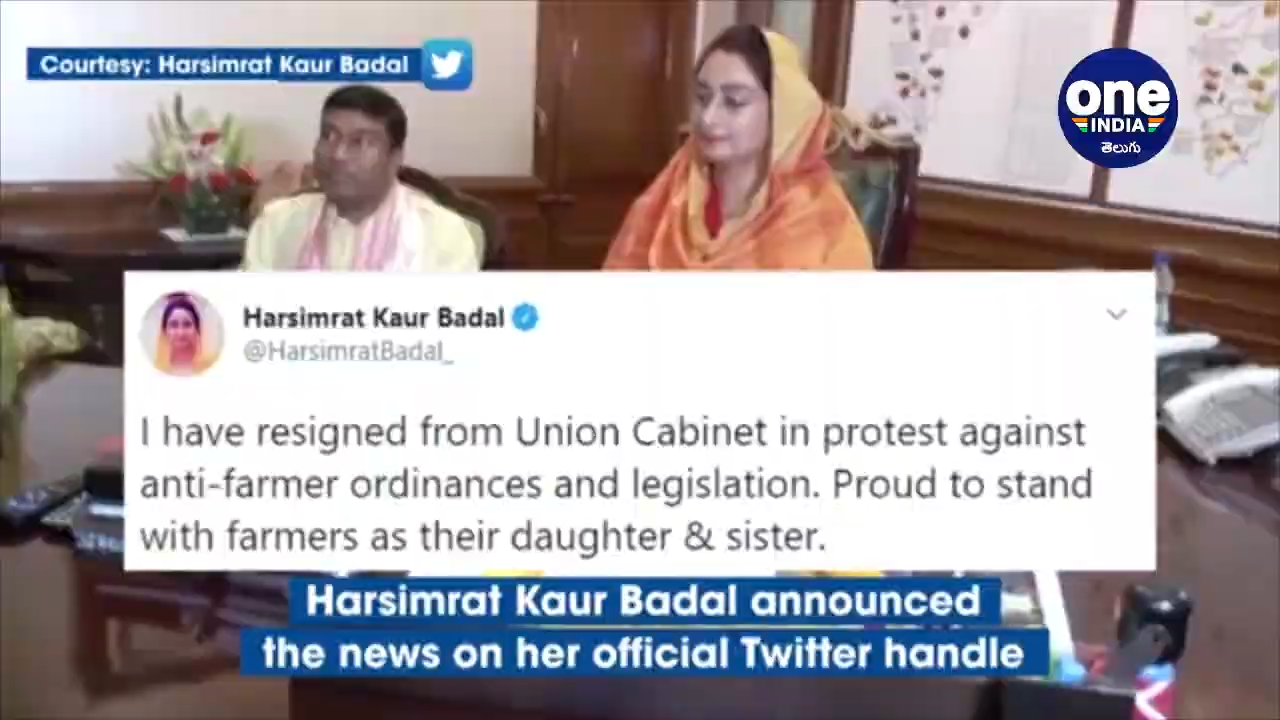 Courtesy: Harsimrat Kaur Badal
one
INDIA
తెలుగు
Harsimrat Kaur Badal
@HarsimratBadal_
I have resigned from Union Cabinet in protest against
anti-farmer ordinances and legislation. Proud to stand
with farmers as their daughter & sister.
Harsimrat Kaur Badal announced
the news on her official Twitter handle